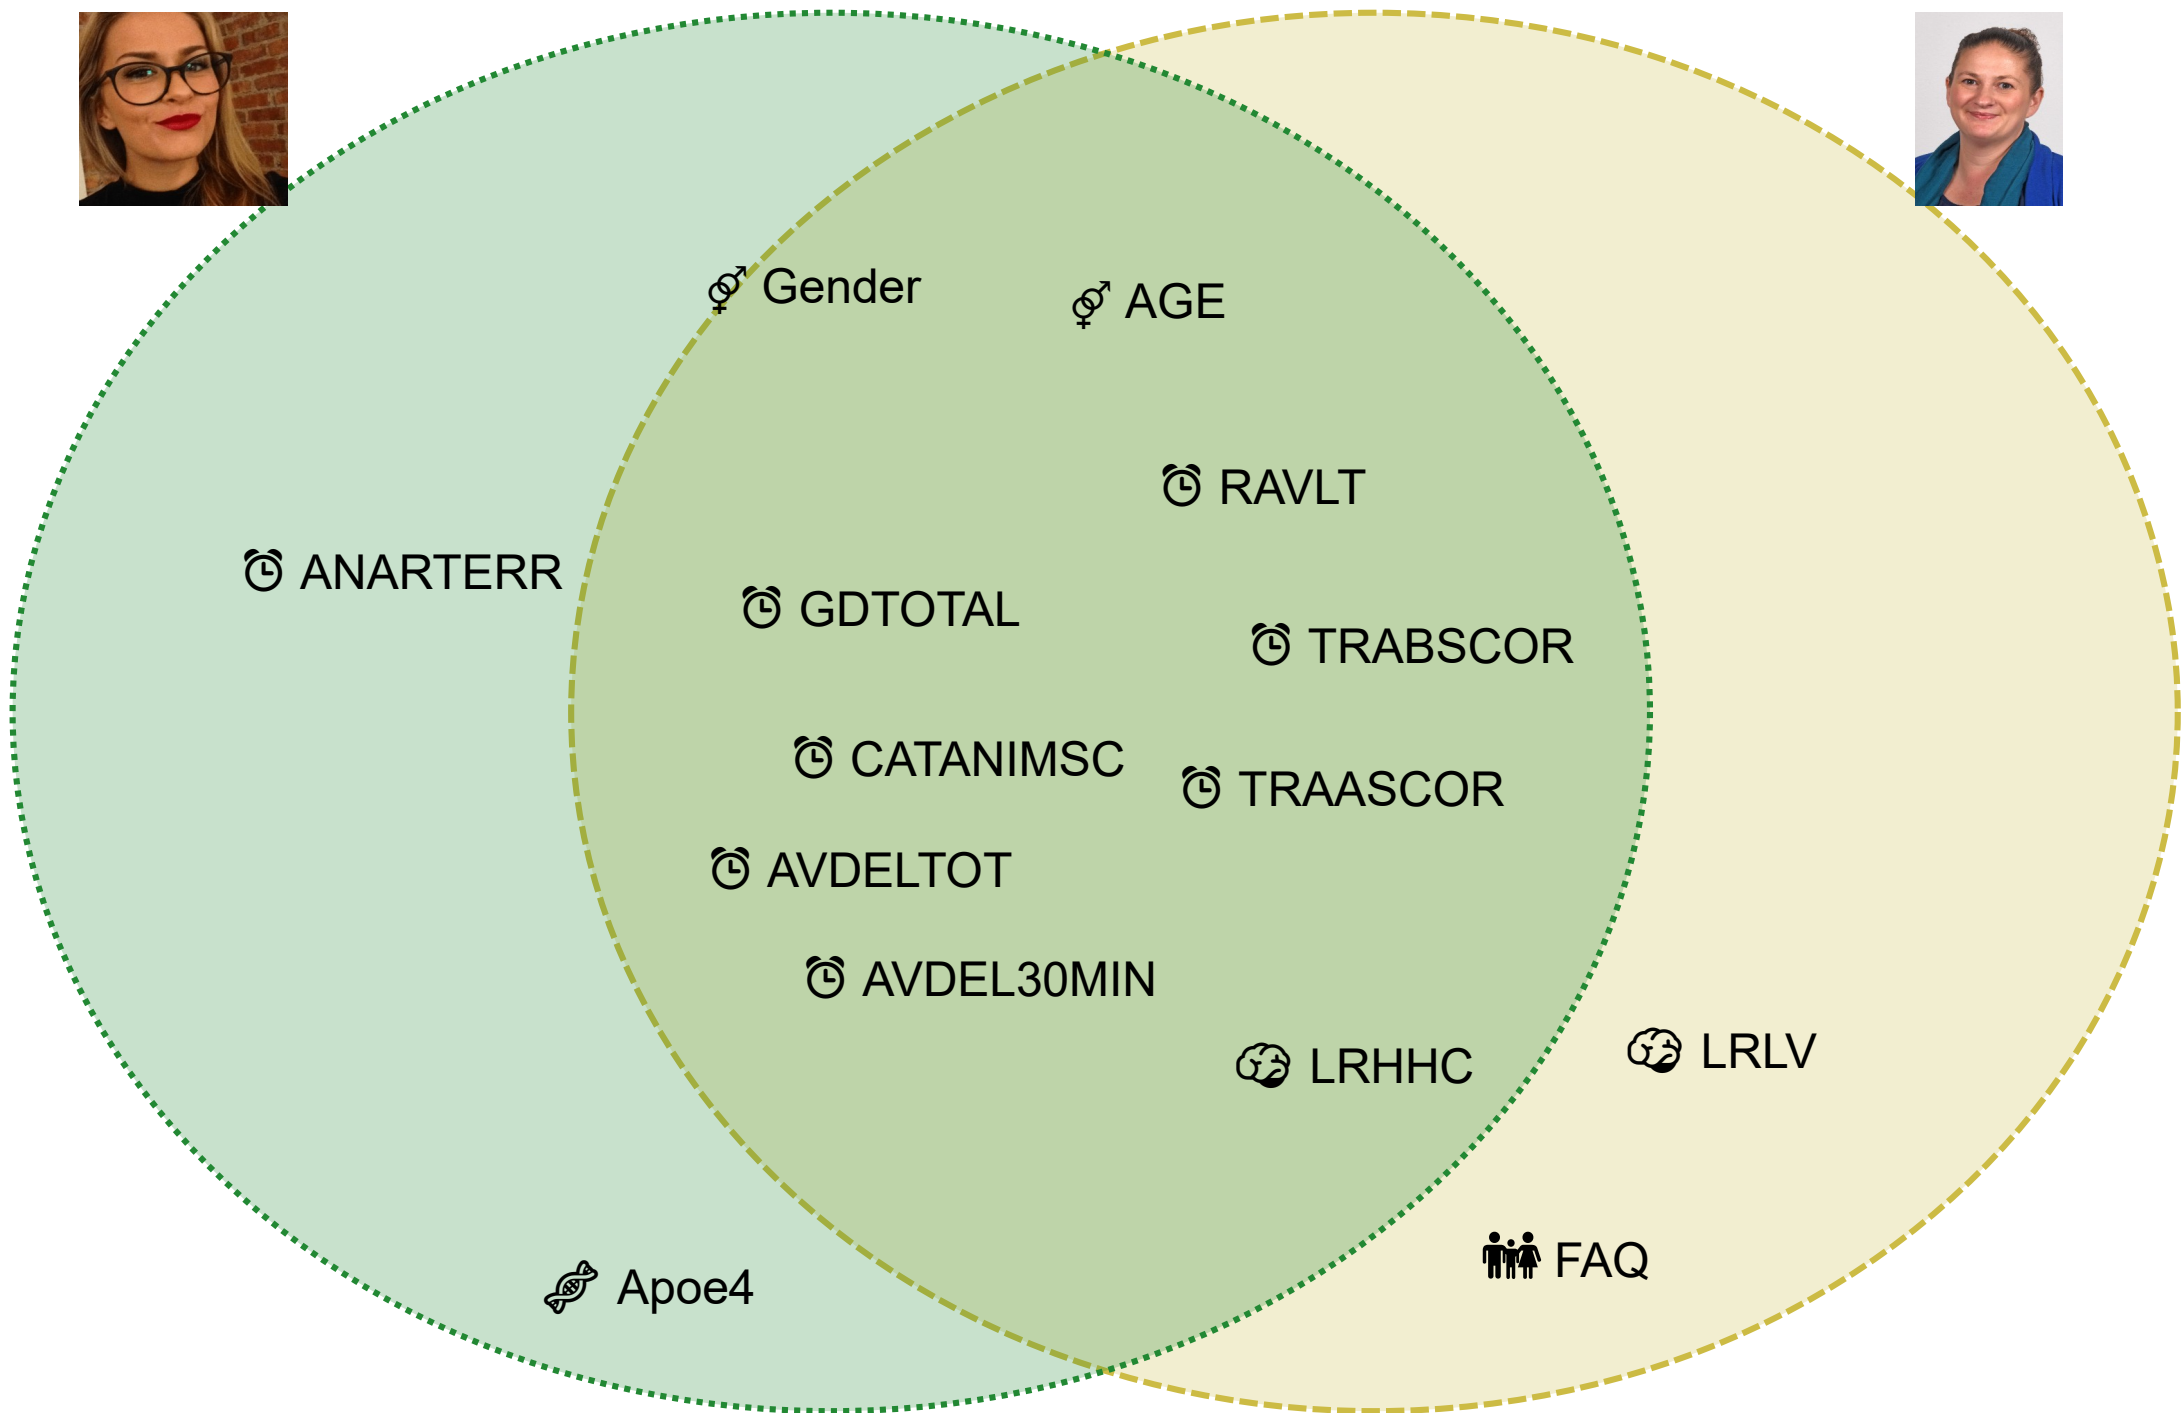 Gender
AGE
RAVLT
ANARTERR
GDTOTAL
TRABSCOR
CATANIMSC
TRAASCOR
AVDELTOT
AVDEL30MIN
LRHHC
LRLV
FAQ
Apoe4